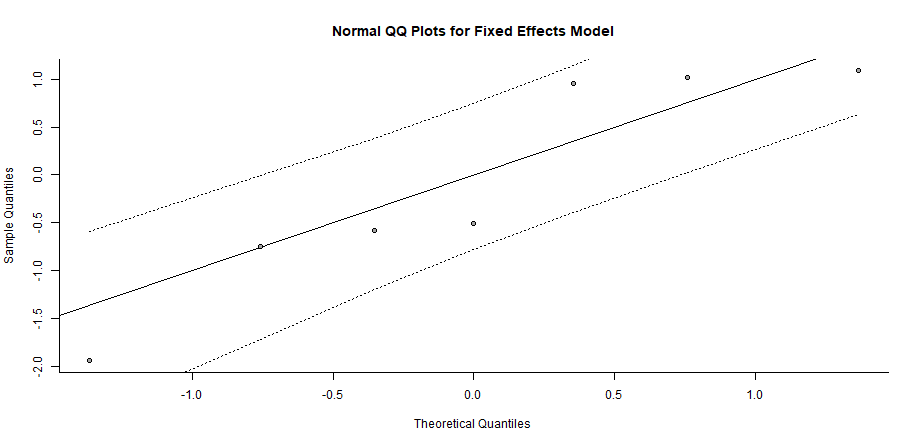 Normal QQ Plots for Fixed Effects Model
Sample Quantiles
1.0
0.5
0.0
-0.5
-1.0
-1.5
-2.0
-1.0 -0.5 0.0 0.5 1.0
Theoretical Quantiles